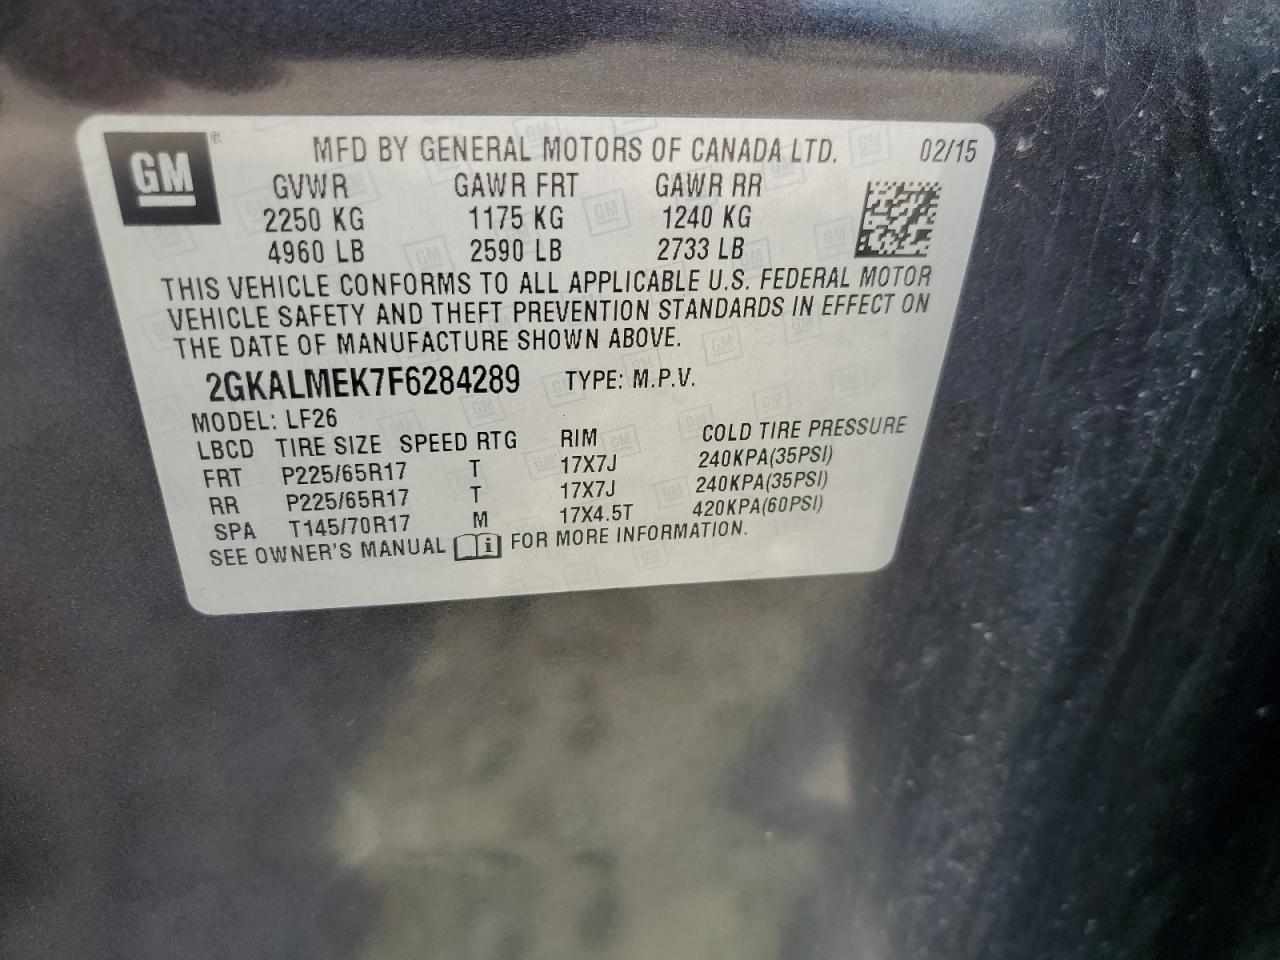 GM ® MFD BY GENERAL MOTORS OF CANADA LTD. 02/15
GVWR GAWR FRT GAWR RR
2250 KG 1175 KG 1240 KG
4960 LB 2590 LB 2733 LB
THIS VEHICLE CONFORMS TO ALL APPLICABLE U.S. FEDERAL MOTOR
VEHICLE SAFETY AND THEFT PREVENTION STANDARDS IN EFFECT ON
THE DATE OF MANUFACTURE SHOWN ABOVE.
2GKALMEK7F6284289 TYPE: M.P.V.
MODEL: LF26
LBCD TIRE SIZE SPEED RTG RIM COLD TIRE PRESSURE
FRT P225/65R17 T 17X7J 240KPA(35PSI)
RR P225/65R17 T 17X7J 240KPA(35PSI)
SPA T145/70R17 M 17X4.5T 420KPA(60PSI)
SEE OWNER'S MANUAL i FOR MORE INFORMATION.